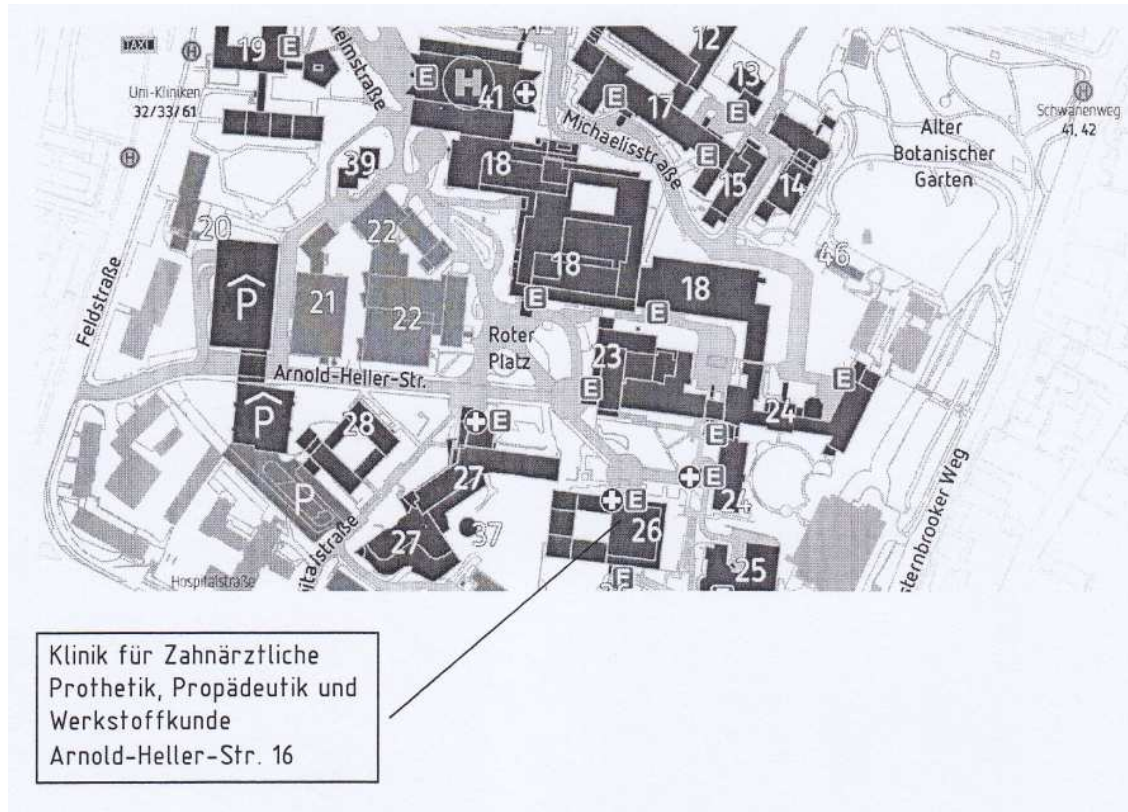 TAXI
19
E
H
Uni-Kliniken
32/33/61
H
E
H
41
12
13
17
E
E
E
Michaelisstraße
H
Schwanenweg
41, 42
Alter
Botanischer
Garten
39
18
15
14
20
22
18
46
P
21
22
18
Feldstraße
E
E
Roter
Platz
23
Arnold-Heller-Str.
E
E
24
P
28
E
E
27
E
24
P
E
26
27
37
25
Sternbrooker Weg
Hospitalstraße
E
Klinik für Zahnärztliche
Prothetik, Propädeutik und
Werkstoffkunde
Arnold-Heller-Str. 16